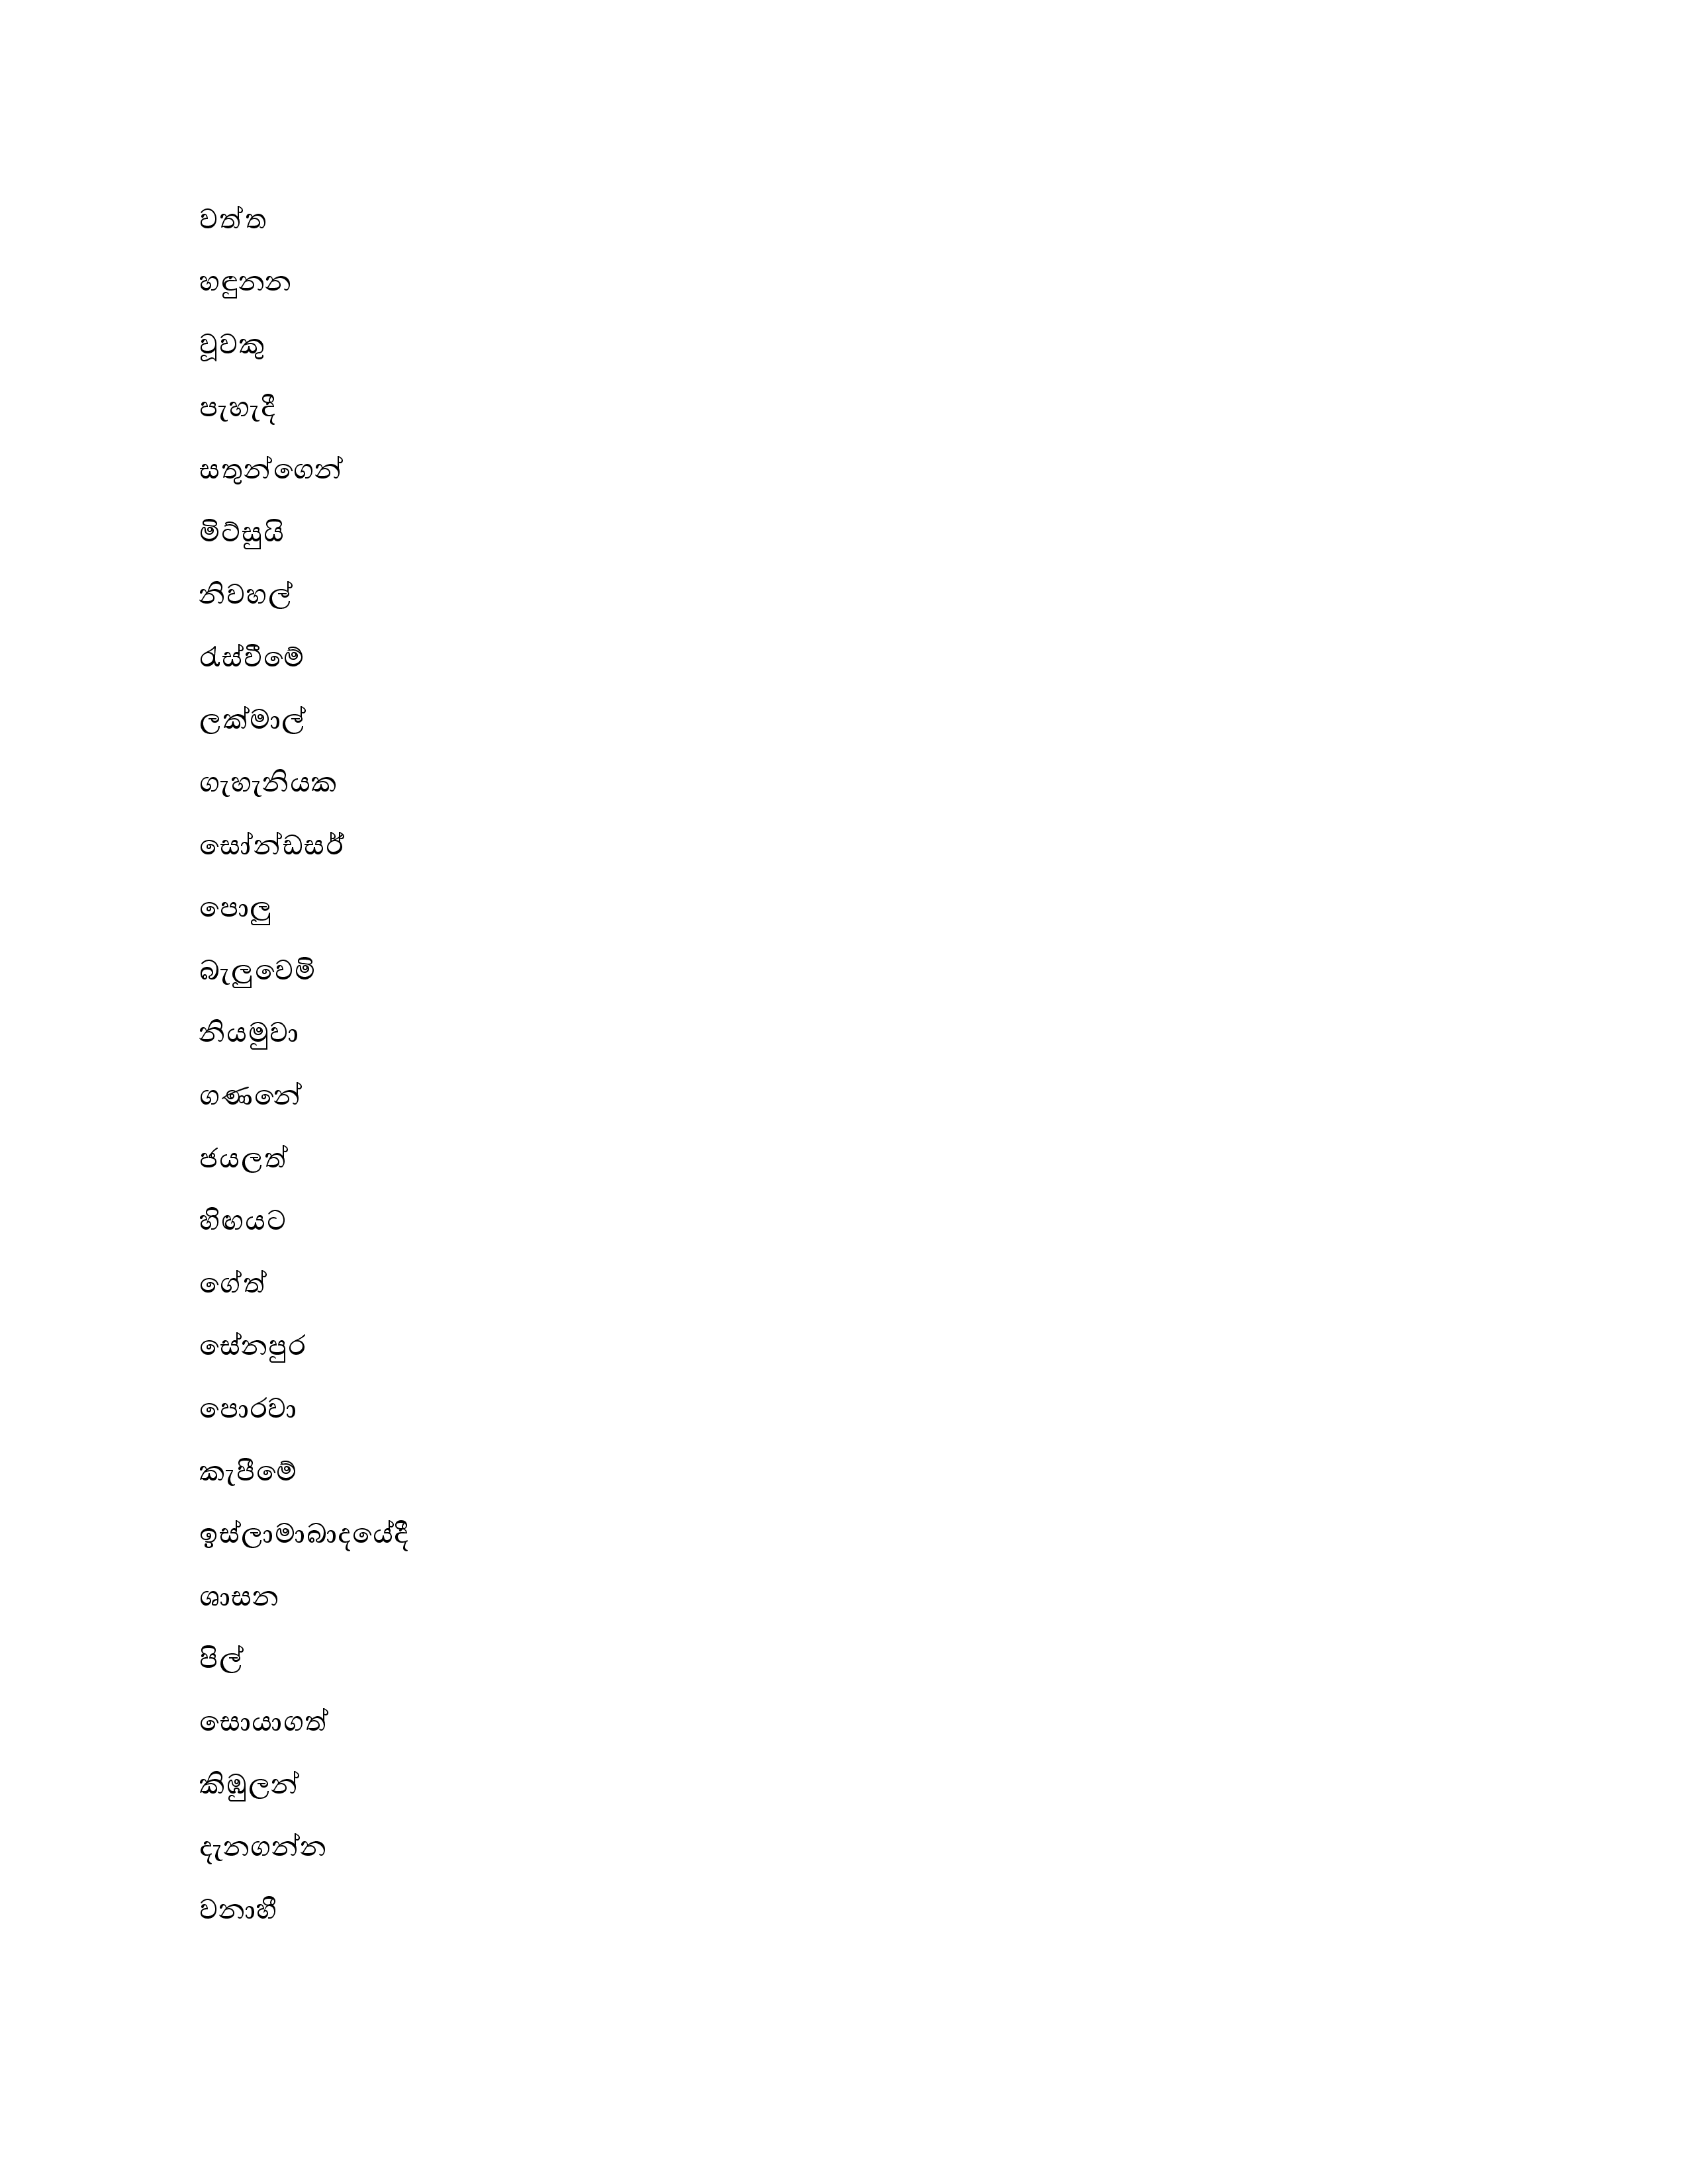 වත්ත
හඳුනන
වූවකු
පැහැදී
සතුන්ගෙන්
මිට්සුයි
නිවහල්
රැස්වීමේ
ලක්මාල්
ගැහැනියක
සෝන්ඩර්ස්
පොලු
බැලුවෙමි
නියමුවා
ගණනේ
ජයලත්
හිඟයට
ගේත්
සේනපුර
පොරවා
කැපීමේ
ඉස්ලාමාබාදයේදී
ශාසන
පිල්
සොයාගත්
කිඹුලන්
දැනගන්න
වනාහී